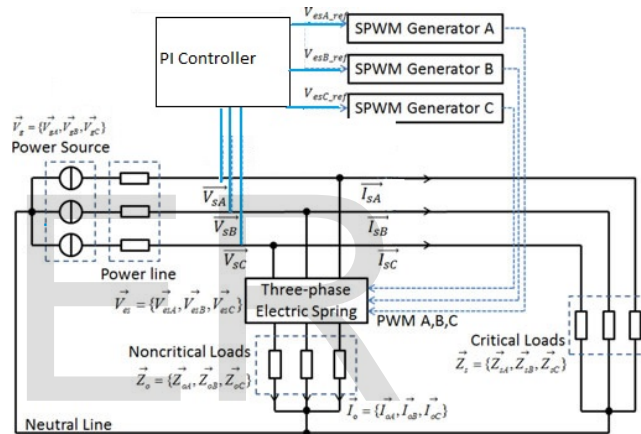 V_esA_ref
SPWM Generator A
PI Controller
V_esB_ref
SPWM Generator B
V_esC_ref
SPWM Generator C
V_g = {V_gA, V_gB, V_gC}
Power Source
V_sA
I_sA
V_sB
I_sB
V_sC
I_sC
Power line
V_es = {V_esA, V_esB, V_esC}
Three-phase
Electric Spring
PWM A,B,C
Noncritical Loads
Z_o = {Z_oA, Z_oB, Z_oC}
Critical Loads
Z_s = {Z_sA, Z_sB, Z_sC}
I_o = {I_oA, I_oB, I_oC}
Neutral Line
ER